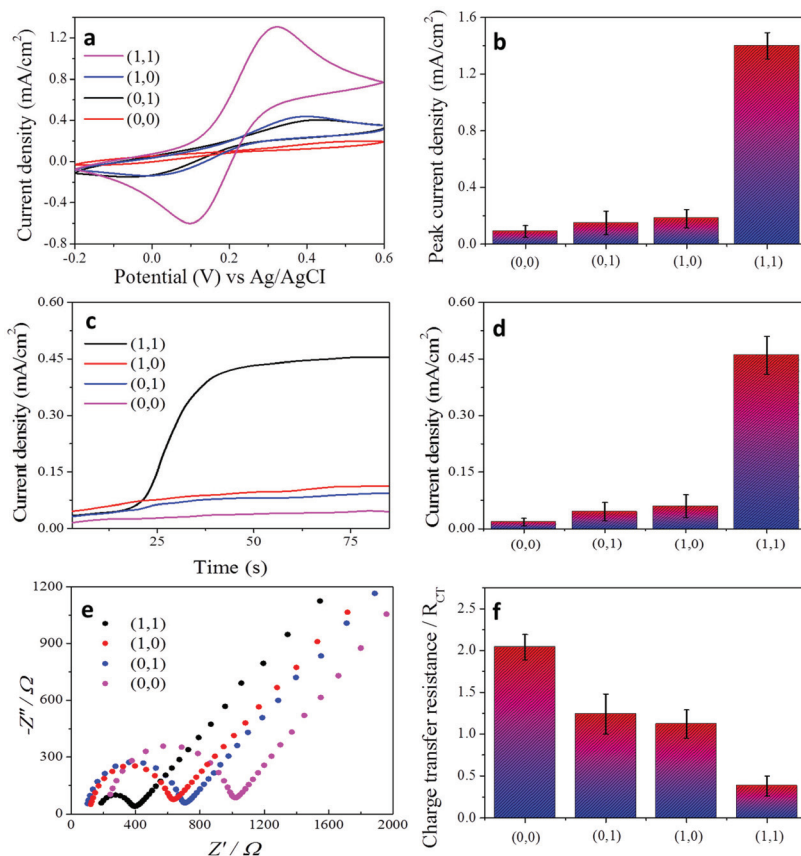 a
(1,1)
(1,0)
(0,1)
(0,0)
Current density (mA/cm²)
1.2
0.8
0.4
0.0
-0.4
-0.8
-0.2 0.0 0.2 0.4 0.6
Potential (V) vs Ag/AgCl
b
Peak current density (mA/cm²)
1.6
1.2
0.8
0.4
0.0
(0,0) (0,1) (1,0) (1,1)
c
(1,1)
(1,0)
(0,1)
(0,0)
Current density (mA/cm²)
0.60
0.45
0.30
0.15
0.00
25 50 75
Time (s)
d
Current density (mA/cm²)
0.60
0.45
0.30
0.15
0.00
(0,0) (0,1) (1,0) (1,1)
e
(1,1)
(1,0)
(0,1)
(0,0)
-Z"/ Ω
1200
900
600
300
0
0 400 800 1200 1600 2000
Z' / Ω
f
Charge transfer resistance / R_CT
2.5
2.0
1.5
1.0
0.5
0.0
(0,0) (0,1) (1,0) (1,1)